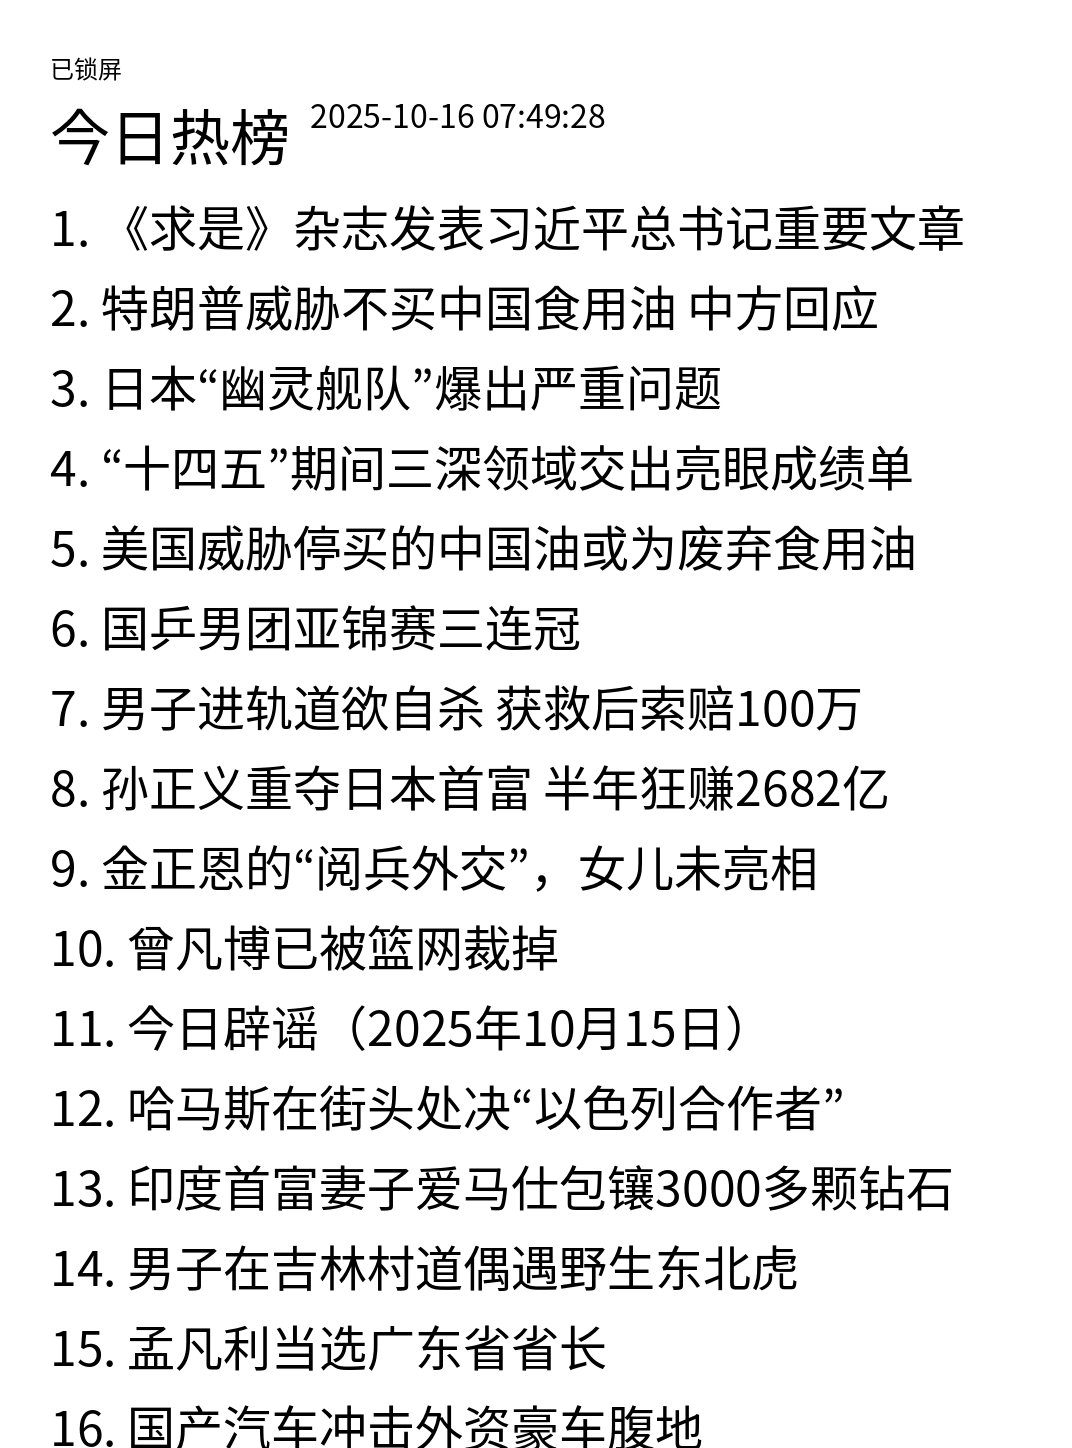 已锁屏
今日热榜 2025-10-16 07:49:28
1. 《求是》杂志发表习近平总书记重要文章
2. 特朗普威胁不买中国食用油 中方回应
3. 日本“幽灵舰队”爆出严重问题
4. “十四五”期间三深领域交出亮眼成绩单
5. 美国威胁停买的中国油或为废弃食用油
6. 国乒男团亚锦赛三连冠
7. 男子进轨道欲自杀 获救后索赔100万
8. 孙正义重夺日本首富 半年狂赚2682亿
9. 金正恩的“阅兵外交”，女儿未亮相
10. 曾凡博已被篮网裁掉
11. 今日辟谣（2025年10月15日）
12. 哈马斯在街头处决“以色列合作者”
13. 印度首富妻子爱马仕包镶3000多颗钻石
14. 男子在吉林村道偶遇野生东北虎
15. 孟凡利当选广东省省长
16. 国产汽车冲击外资豪车腹地